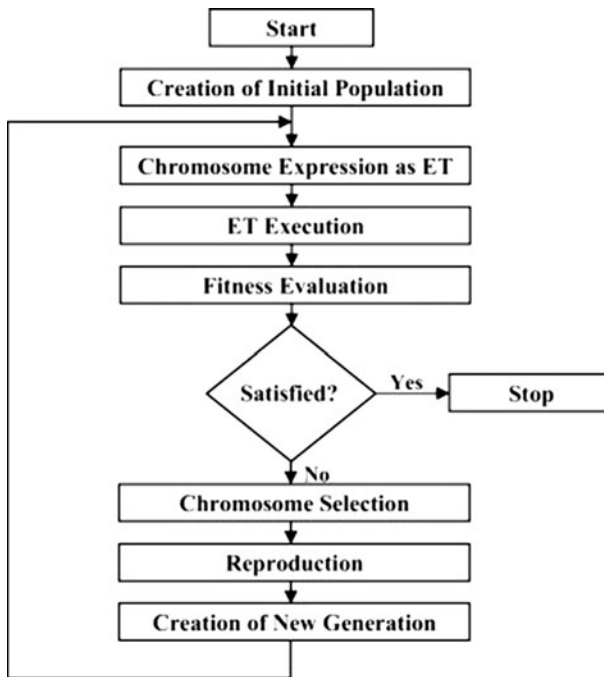 Start
Creation of Initial Population
Chromosome Expression as ET
ET Execution
Fitness Evaluation
Satisfied?
Yes
Stop
No
Chromosome Selection
Reproduction
Creation of New Generation